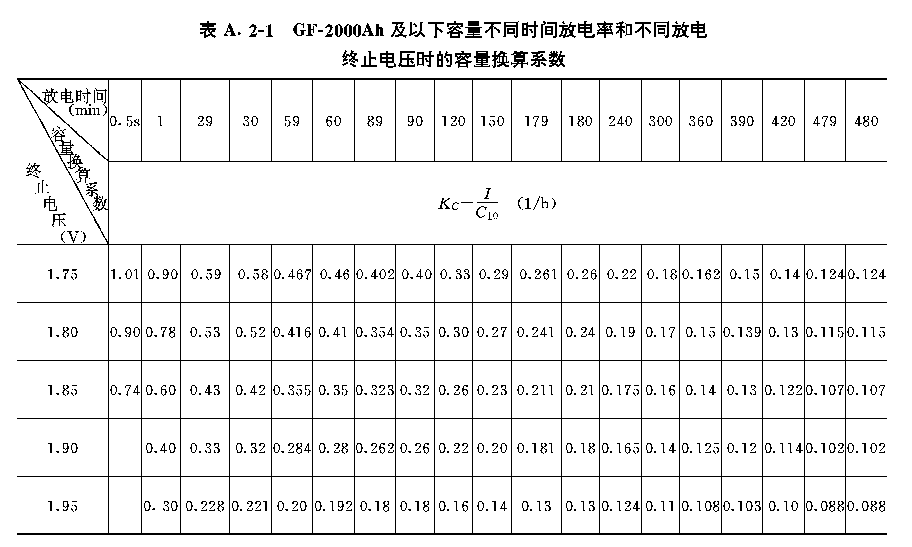 表 A. 2-1 GF-2000Ah 及以下容量不同时间放电率和不同放电
终止电压时的容量换算系数
放电时间 (min) 容量换算系数 终止电压 (V) 0.5s 1 29 30 59 60 89 90 120 150 179 180 240 300 360 390 420 479 480
Kc=I/C10 (1/h)
1.75 1.01 0.90 0.59 0.58 0.467 0.46 0.402 0.40 0.33 0.29 0.261 0.26 0.22 0.18 0.162 0.15 0.14 0.124 0.124
1.80 0.90 0.78 0.53 0.52 0.416 0.41 0.354 0.35 0.30 0.27 0.241 0.24 0.19 0.17 0.15 0.139 0.13 0.115 0.115
1.85 0.74 0.60 0.43 0.42 0.355 0.35 0.323 0.32 0.26 0.23 0.211 0.21 0.175 0.16 0.14 0.13 0.122 0.107 0.107
1.90 0.40 0.33 0.32 0.284 0.28 0.262 0.26 0.22 0.20 0.181 0.18 0.165 0.14 0.125 0.12 0.114 0.102 0.102
1.95 0.30 0.228 0.221 0.20 0.192 0.18 0.18 0.16 0.14 0.13 0.13 0.124 0.11 0.108 0.103 0.10 0.088 0.088